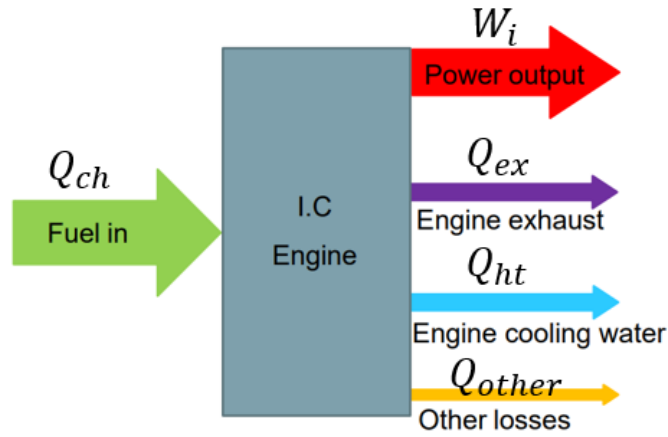 W_i
Power output
Q_ch
Fuel in
I.C
Engine
Q_ex
Engine exhaust
Q_ht
Engine cooling water
Q_other
Other losses